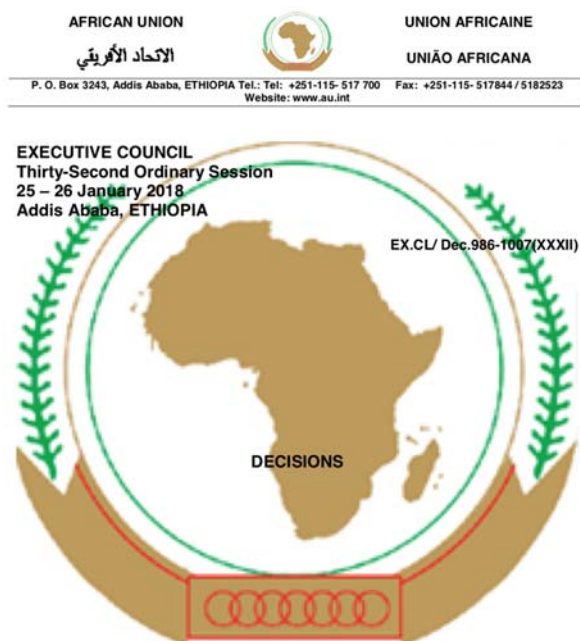 AFRICAN UNION
UNION AFRICAINE
الاتحاد الأفريقي
UNIÃO AFRICANA
P. O. Box 3243, Addis Ababa, ETHIOPIA Tel.: Tel: +251-115- 517 700 Fax: +251-115- 517844 / 5182523
Website: www.au.int
EXECUTIVE COUNCIL
Thirty-Second Ordinary Session
25 – 26 January 2018
Addis Ababa, ETHIOPIA
EX.CL/ Dec.986-1007(XXXII)
DECISIONS